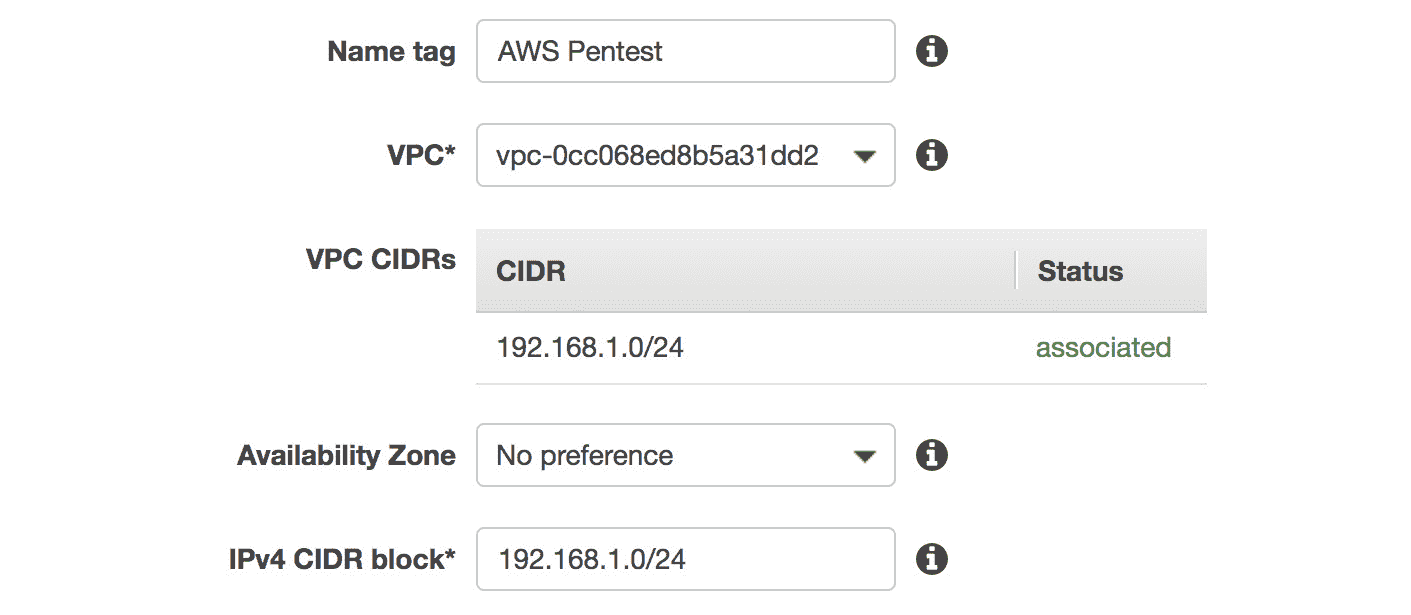 Name tag AWS Pentest
VPC* vpc-0cc068ed8b5a31dd2
VPC CIDRs CIDR Status
192.168.1.0/24 associated
Availability Zone No preference
IPv4 CIDR block* 192.168.1.0/24